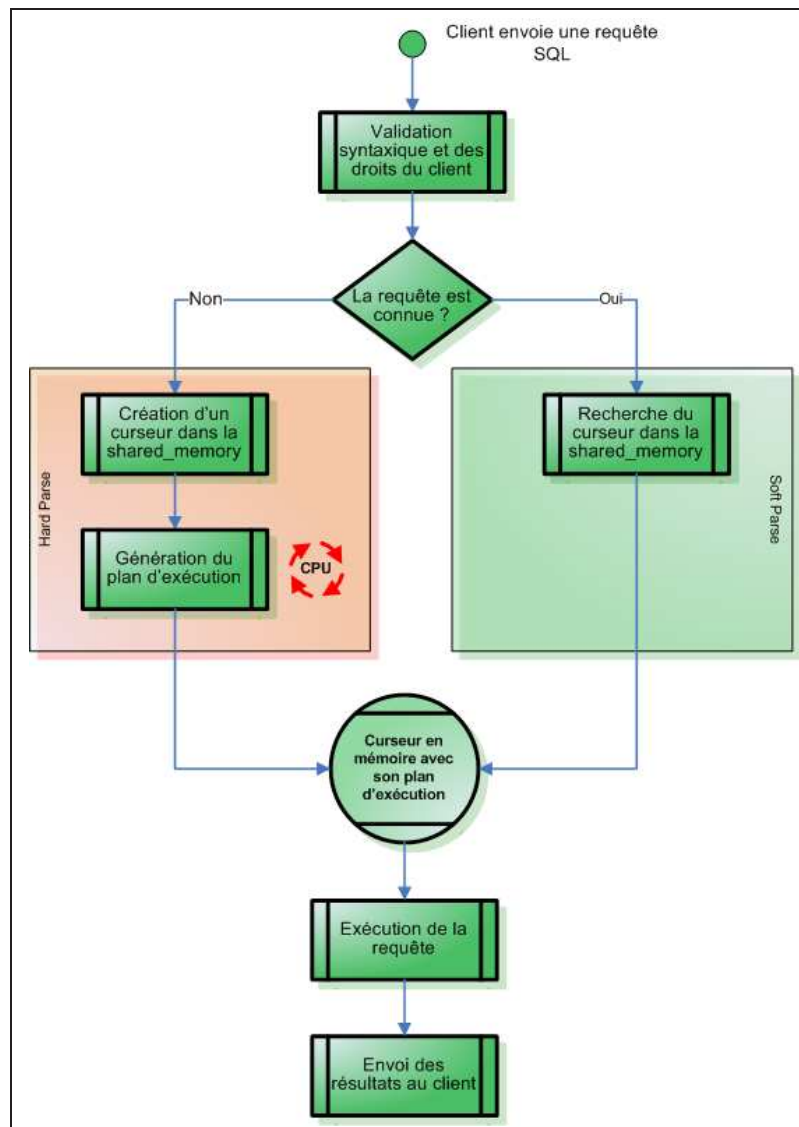 Client envoie une requête
SQL
Validation
syntaxique et des
droits du client
La requête est
connue ?
Non
Oui
Hard Parse
Création d'un
curseur dans la
shared_memory
Génération du
plan d'exécution
CPU
Recherche du
curseur dans la
shared_memory
Soft Parse
Curseur en
mémoire avec
son plan
d'exécution
Exécution de la
requête
Envoi des
résultats au client